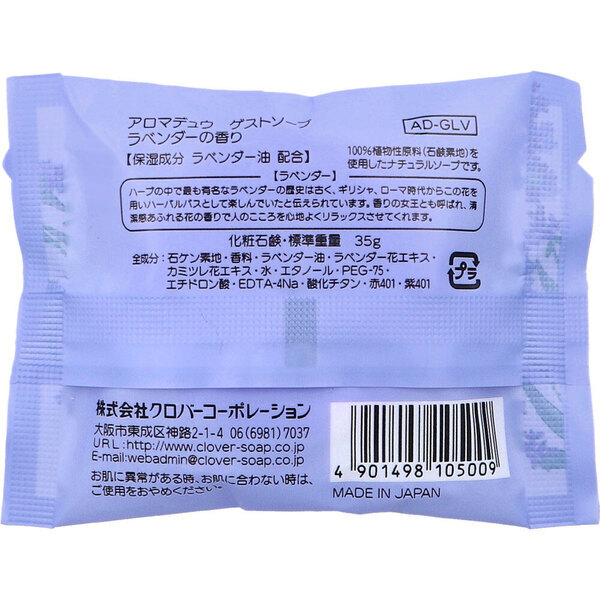 アロマデュウ ゲストソープ
ラベンダーの香り
AD-GLV
【保湿成分 ラベンダー油 配合】
100%植物性原料(石鹸素地)を
使用したナチュラルソープです。
【ラベンダー】
ハーブの中で最も有名なラベンダーの歴史は古く、ギリシャ、ローマ時代からこの花を
用いハーバルバスとして楽しんでいたと伝えられています。香りの女王とも呼ばれ、清
潔感あふれる花の香りで人のこころを心地よくリラックスさせてくれます。
化粧石鹸・標準重量 35g
全成分:石ケン素地・香料・ラベンダー油・ラベンダー花エキス・
カミツレ花エキス・水・エタノール・PEG-75・
エチドロン酸・EDTA-4Na・酸化チタン・赤401・紫401
プラ
株式会社クロバーコーポレーション
大阪市東成区神路2-1-4 06(6981)7037
URL:http://www.clover-soap.co.jp
E-mail:webadmin@clover-soap.co.jp
お肌に異常がある時、お肌に合わない時は、
ご使用をおやめください。
4 901498 105009
MADE IN JAPAN